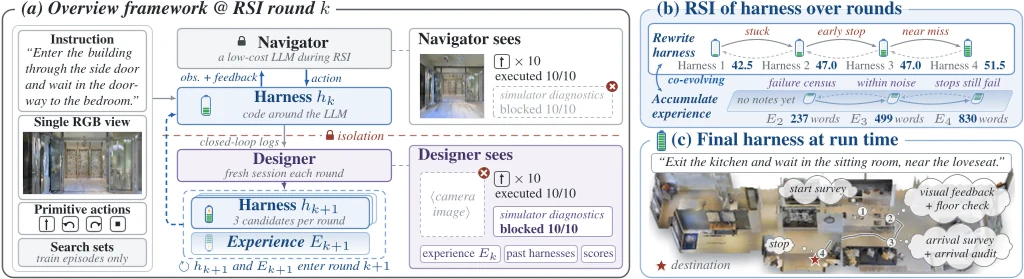 (a) Overview framework @ RSI round k
Instruction
"Enter the building
through the side door
and wait in the door-
way to the bedroom."
Single RGB view
Primitive actions
Search sets
train episodes only
Navigator
a low-cost LLM during RSI
obs. + feedback
action
Harness h_k
code around the LLM
isolation
closed-loop logs
Designer
fresh session each round
Harness h_{k+1}
3 candidates per round
Experience E_{k+1}
h_{k+1} and E_{k+1} enter round k+1
Navigator sees
↑ × 10
executed 10/10
simulator diagnostics
blocked 10/10
Designer sees
⟨camera
image⟩
↑ × 10
executed 10/10
simulator diagnostics
blocked 10/10
experience E_k
past harnesses
scores
(b) RSI of harness over rounds
Rewrite
harness
stuck
early stop
near miss
Harness 1 42.5 Harness 2 47.0 Harness 3 47.0 Harness 4 51.5
co-evolving
failure census
within noise
stops still fail
Accumulate
experience
no notes yet
E_2 237 words E_3 499 words E_4 830 words
(c) Final harness at run time
"Exit the kitchen and wait in the sitting room, near the loveseat."
start survey
visual feedback
+ floor check
1
2
3
4
stop
arrival survey
+ arrival audit
destination